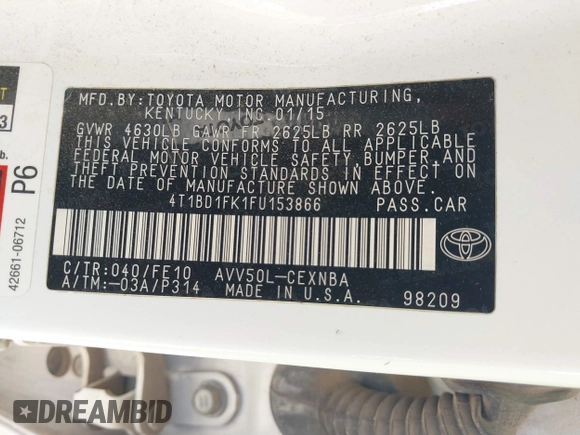 MFD.BY: TOYOTA MOTOR MANUFACTURING,
KENTUCKY, INC. 01/15
GVWR 4630LB GAWR FR 2625LB RR 2625LB
THIS VEHICLE CONFORMS TO ALL APPLICABLE
FEDERAL MOTOR VEHICLE SAFETY, BUMPER, AND
THEFT PREVENTION STANDARDS IN EFFECT
ON THE DATE OF MANUFACTURE SHOWN ABOVE.
4T1BD1FK1FU153866 PASS.CAR
C/TR: 040/FE10 AVV50L-CEXNBA
A/TM:-03A/P314 MADE IN U.S.A. 98209
TOYOTA
3
b.
P6
42661-06712
DREAMBID